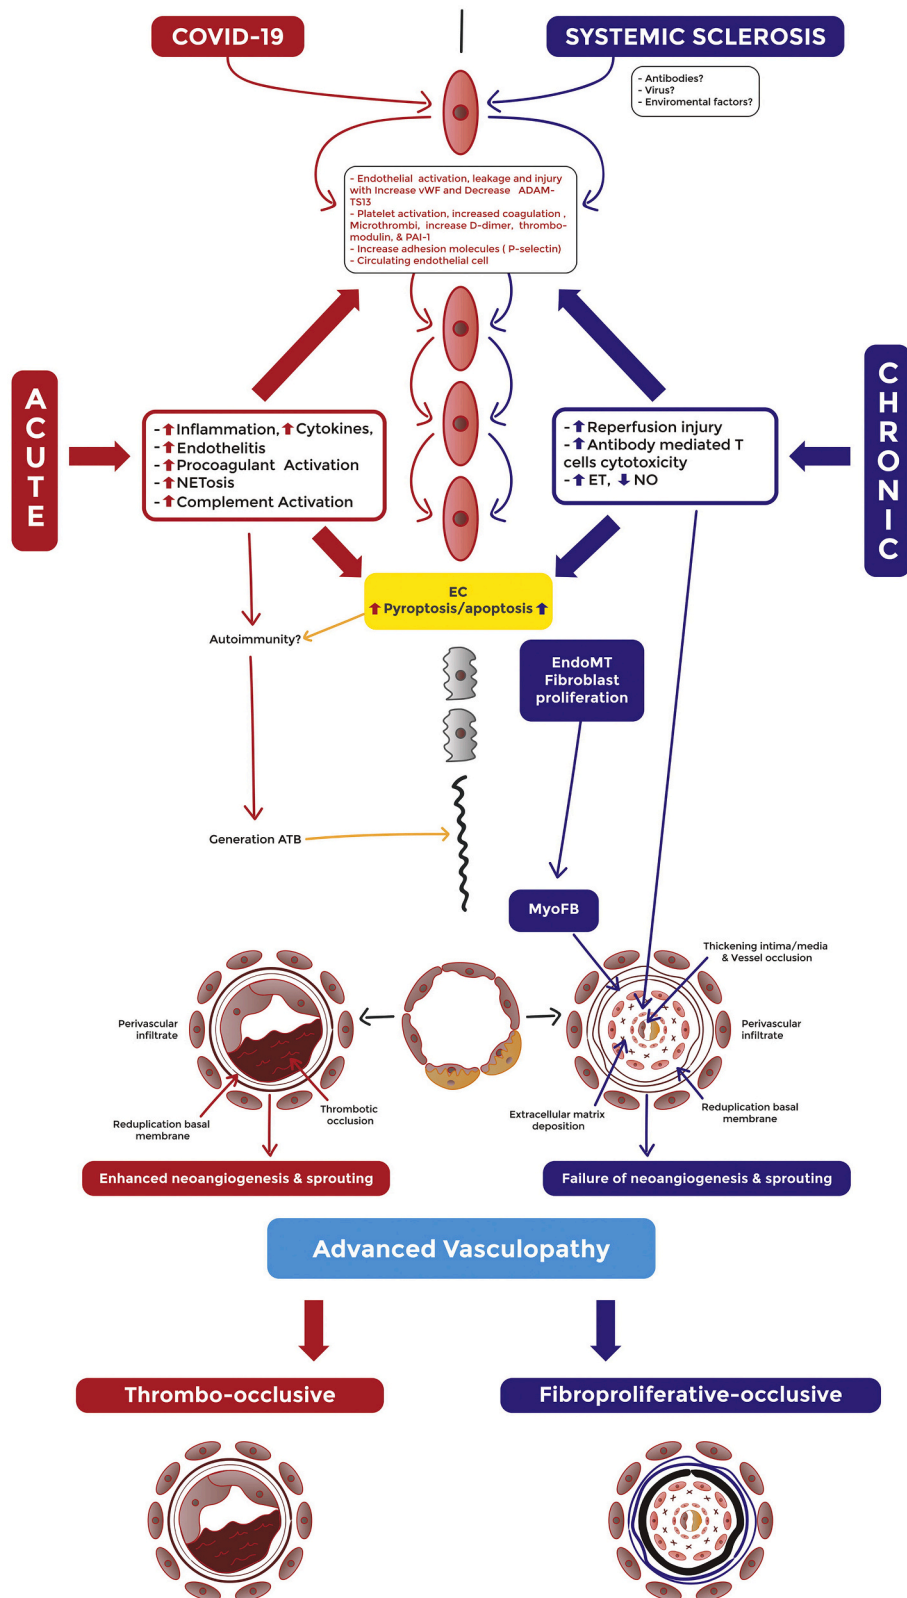 COVID-19
SYSTEMIC SCLEROSIS
- Antibodies?
- Virus?
- Enviromental factors?
- Endothelial activation, leakage and injury
with Increase vWF and Decrease ADAM-
TS13
- Platelet activation, increased coagulation ,
Microthrombi, increase D-dimer, thrombo-
modulin, & PAI-1
- Increase adhesion molecules ( P-selectin)
- Circulating endothelial cell
ACUTE
- Inflammation, Cytokines,
- Endothelitis
- Procoagulant Activation
- NETosis
- Complement Activation
- Reperfusion injury
- Antibody mediated T
cells cytotoxicity
- ET, NO
CHRONIC
EC
Pyroptosis/apoptosis
Autoimmunity?
EndoMT
Fibroblast
proliferation
Generation ATB
MyoFB
Thickening intima/media
& Vessel occlusion
Perivascular
infiltrate
Perivascular
infiltrate
Reduplication basal
membrane
Thrombotic
occlusion
Extracellular matrix
deposition
Reduplication basal
membrane
Enhanced neoangiogenesis & sprouting
Failure of neoangiogenesis & sprouting
Advanced Vasculopathy
Thrombo-occlusive
Fibroproliferative-occlusive